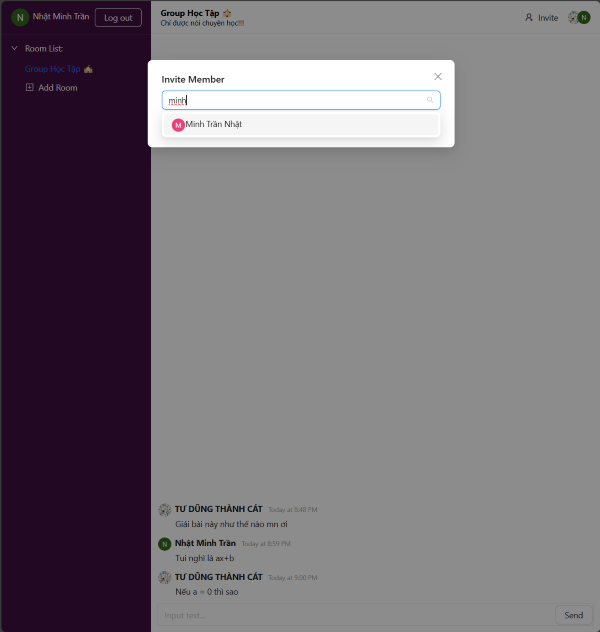 N Nhật Minh Trần Log out
Room List:
Group Học Tập
Add Room
Group Học Tập
Chỉ được nói chuyện học!!!
Invite
N
Invite Member
minh
M Minh Trần Nhật
TƯ DŨNG THÀNH CÁT Today at 8:48 PM
Giải bài này như thế nào mn ơi
N Nhật Minh Trần Today at 8:59 PM
Tui nghĩ là ax+b
TƯ DŨNG THÀNH CÁT Today at 9:00 PM
Nếu a = 0 thì sao
Input text... Send